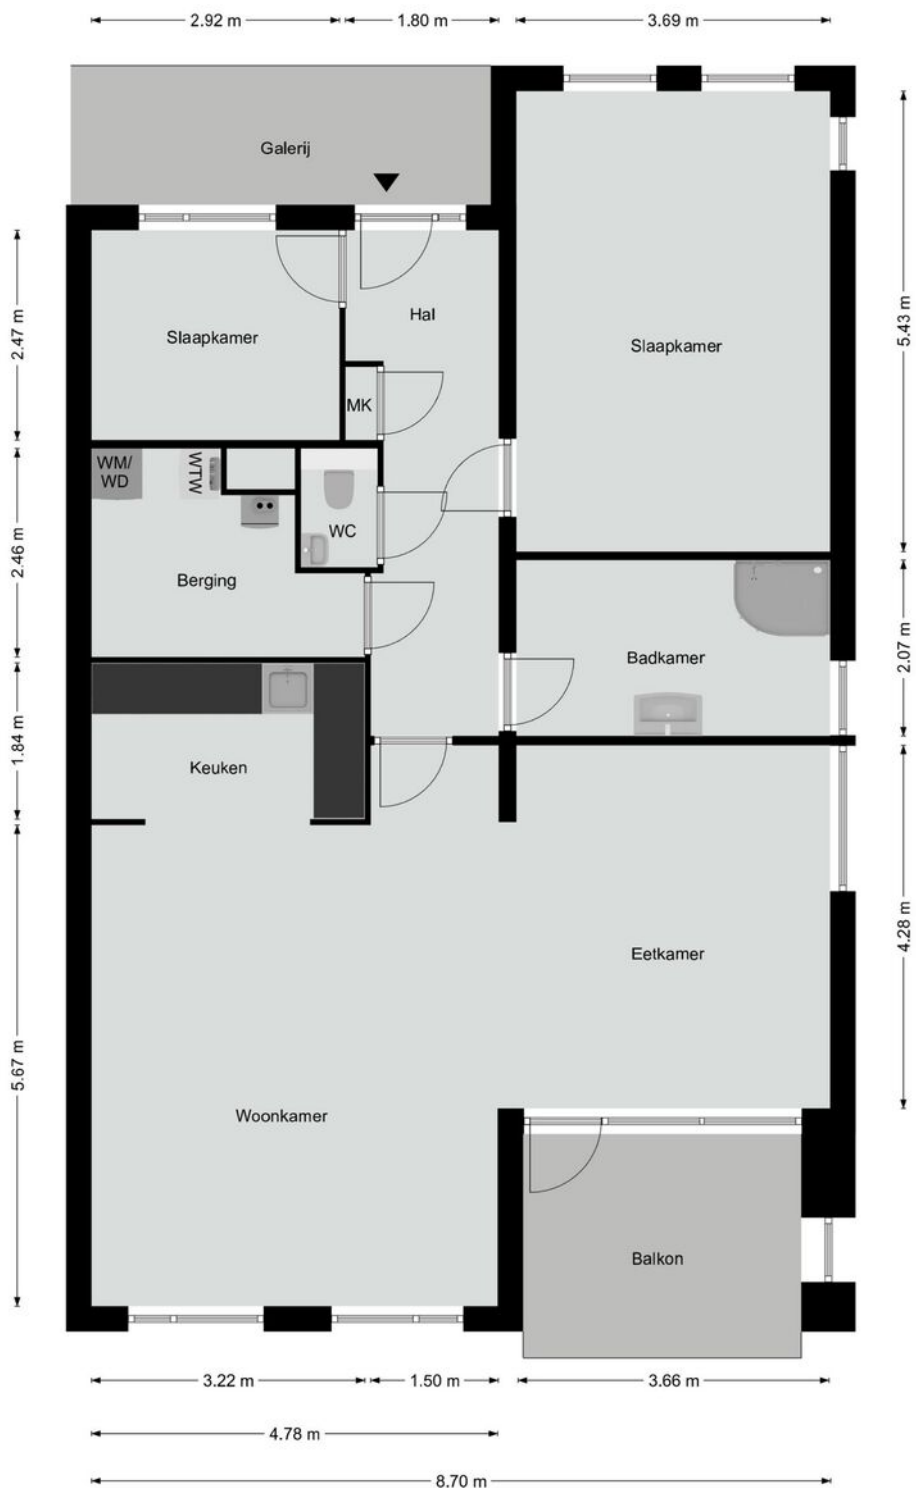 2.92 m
1.80 m
3.69 m
Galerij
Hal
2.47 m
Slaapkamer
Slaapkamer
5.43 m
MK
WM/
WD
WTW
WC
2.46 m
Berging
Badkamer
2.07 m
1.84 m
Keuken
Eetkamer
4.28 m
5.67 m
Woonkamer
Balkon
3.22 m
1.50 m
3.66 m
4.78 m
8.70 m